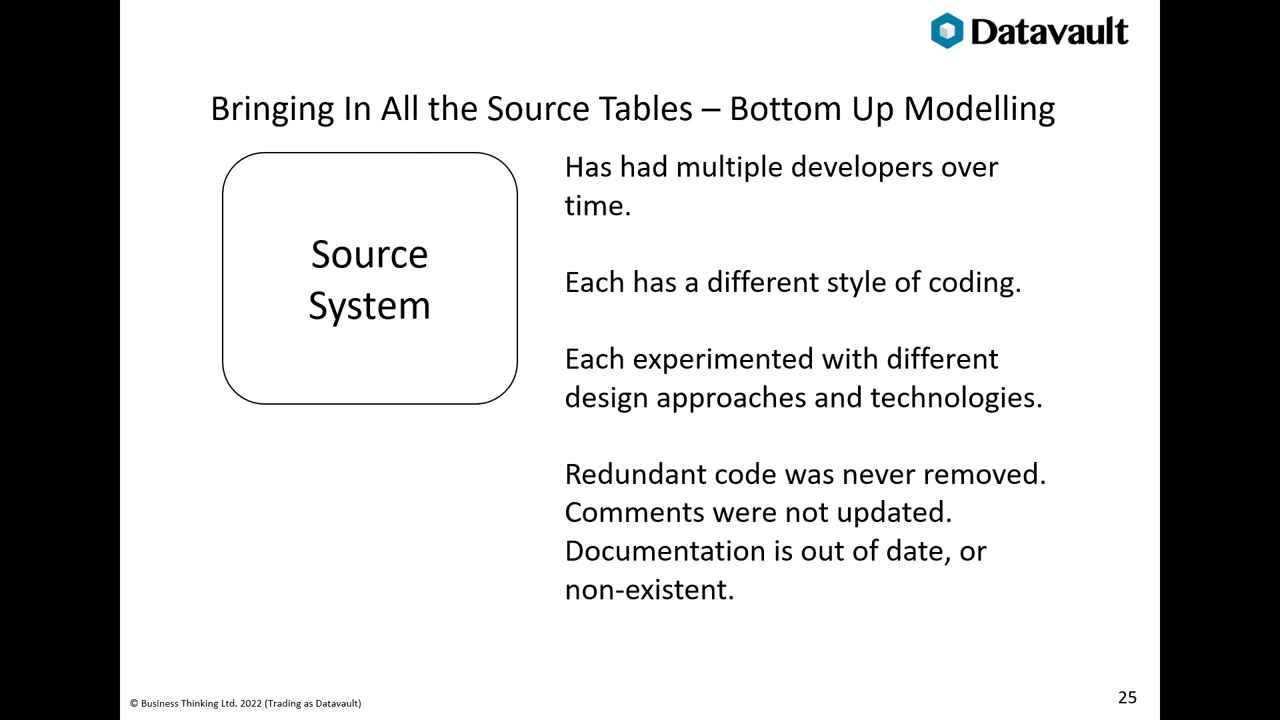 Datavault
Bringing In All the Source Tables – Bottom Up Modelling
Source
System
Has had multiple developers over
time.
Each has a different style of coding.
Each experimented with different
design approaches and technologies.
Redundant code was never removed.
Comments were not updated.
Documentation is out of date, or
non-existent.
© Business Thinking Ltd. 2022 (Trading as Datavault)
25